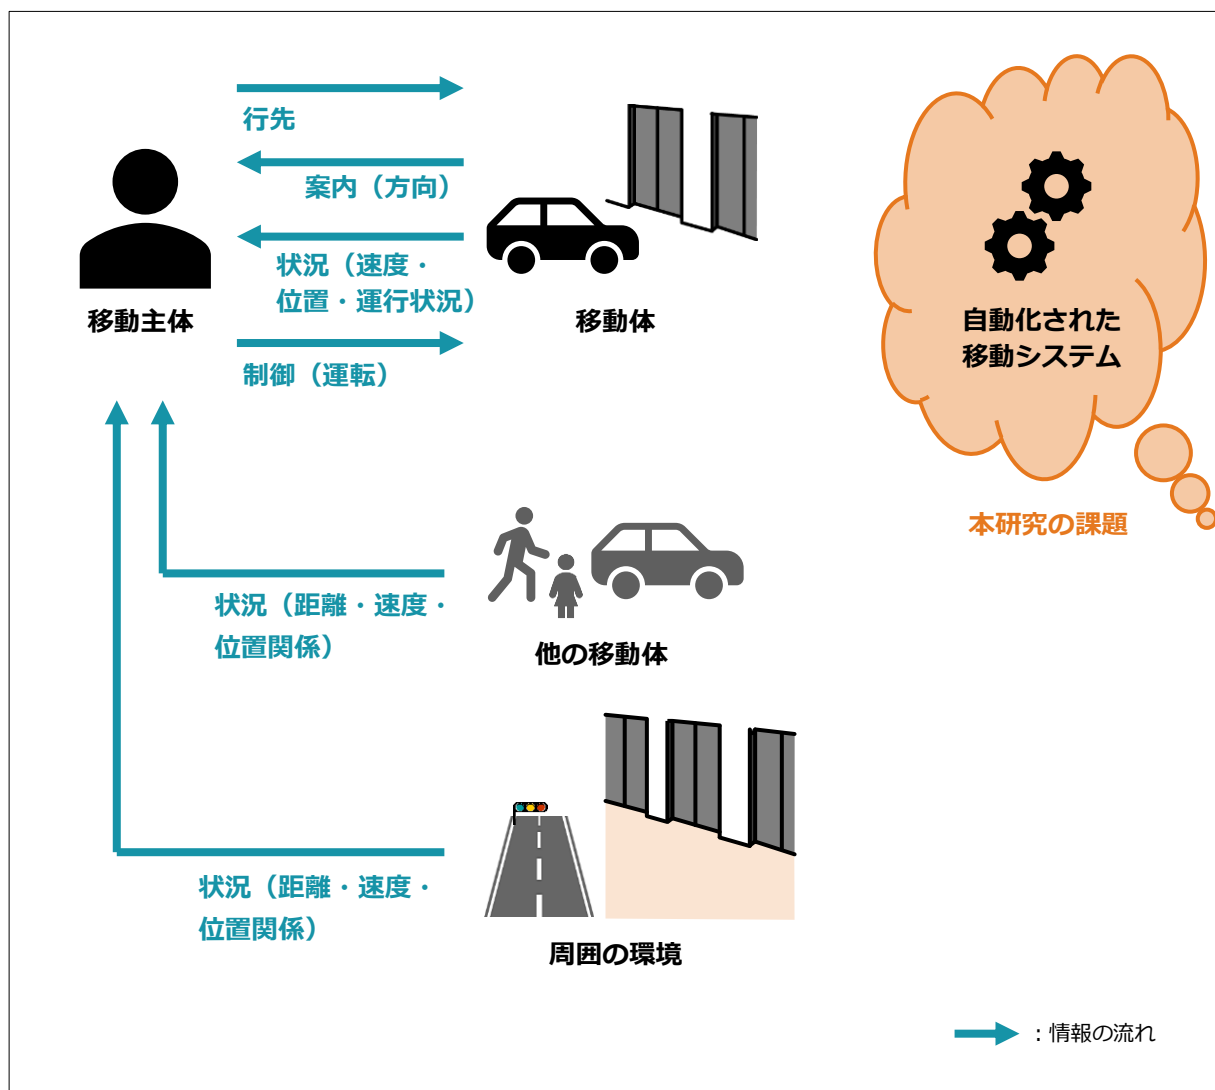 行先
案内（方向）
状況（速度・
位置・運行状況）
制御（運転）
移動主体
移動体
自動化された
移動システム
本研究の課題
状況（距離・速度・
位置関係）
他の移動体
状況（距離・速度・
位置関係）
周囲の環境
：情報の流れ